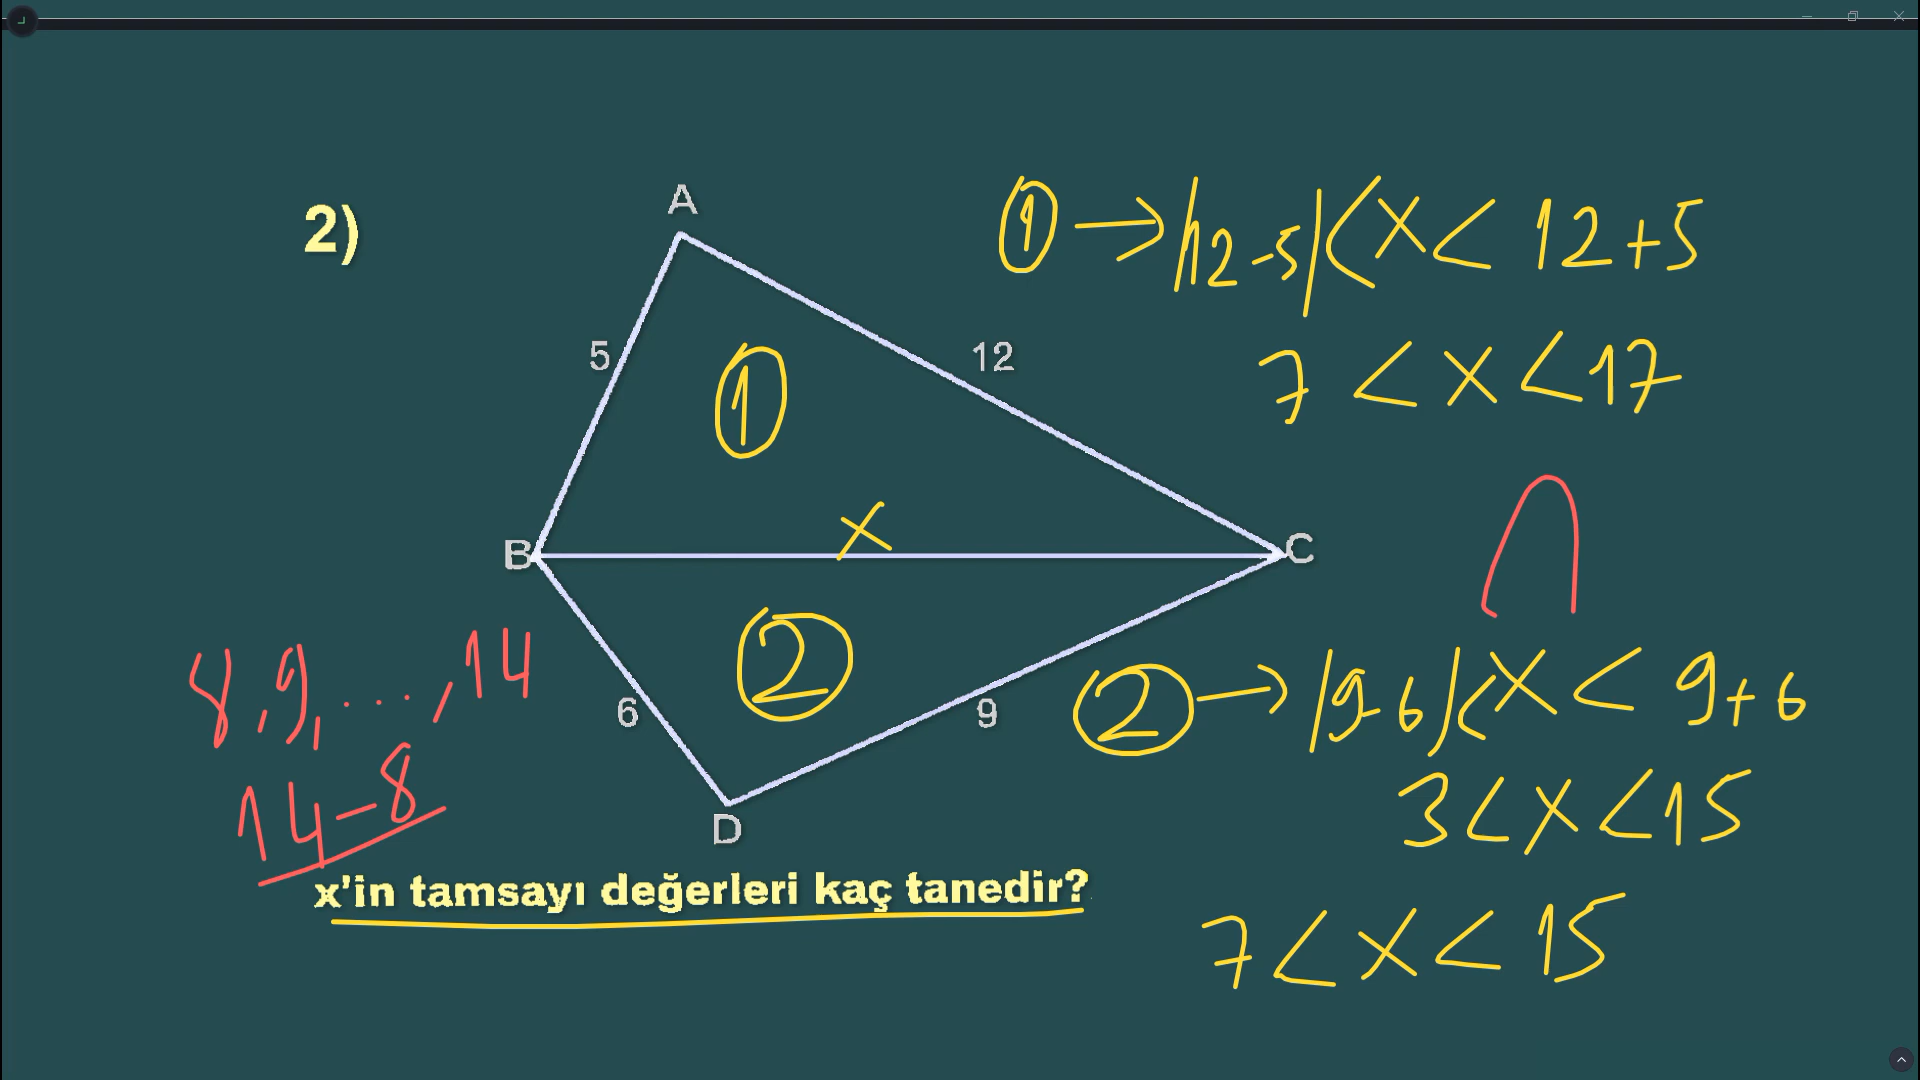 2)
A
5
12
1
x
B
C
2
6
9
D
① → |12-5| < x < 12+5
7 < x < 17
∩
② → |9-6| < x < 9+6
3 < x < 15
7 < x < 15
8,9,....,14
14-8
x'in tamsayı değerleri kaç tanedir?